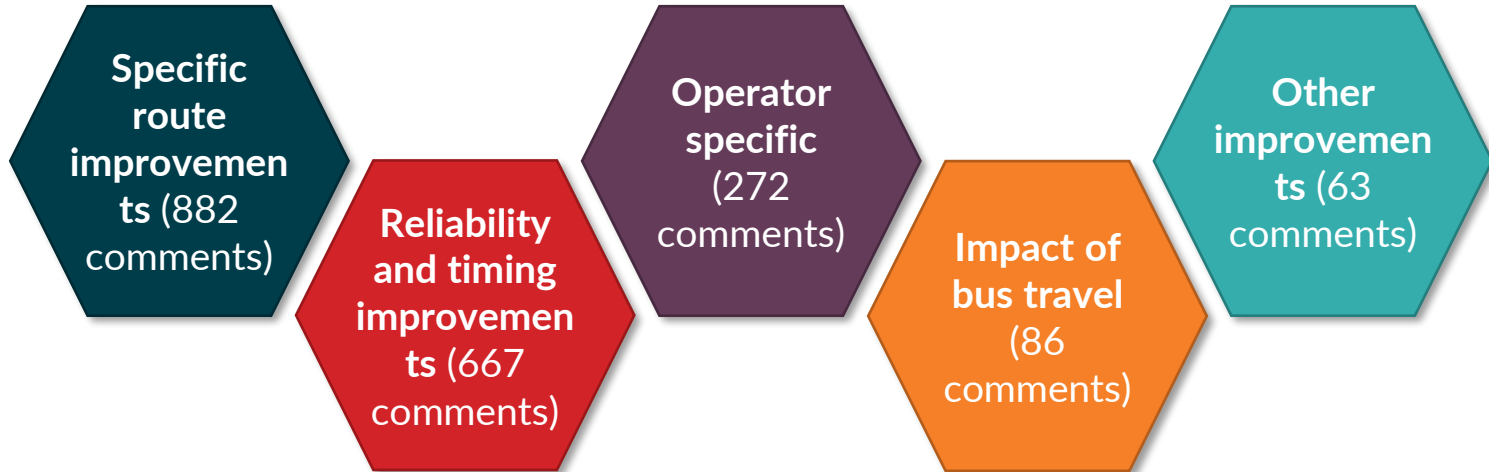 Specific
route
improvemen
ts (882
comments)
Reliability
and timing
improvemen
ts (667
comments)
Operator
specific
(272
comments)
Impact of
bus travel
(86
comments)
Other
improvemen
ts (63
comments)